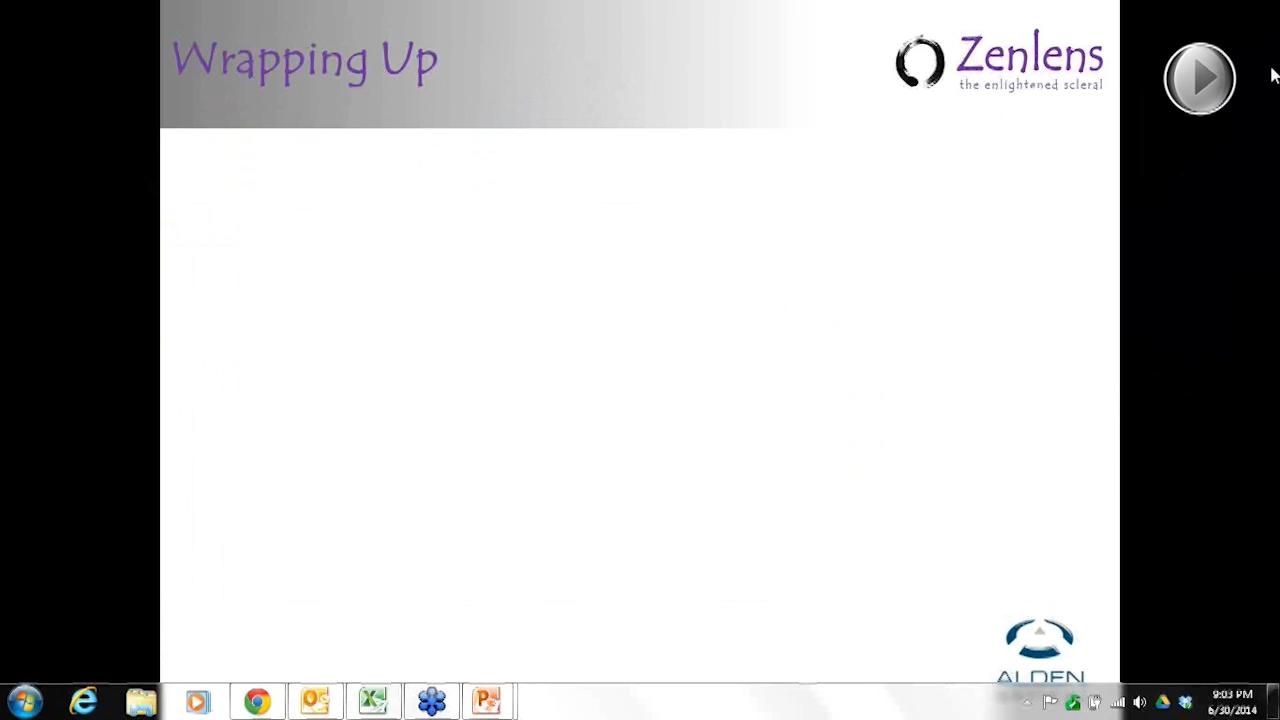 Wrapping Up
Zenlens
the enlightened scleral
ALDEN
9:03 PM
6/30/2014